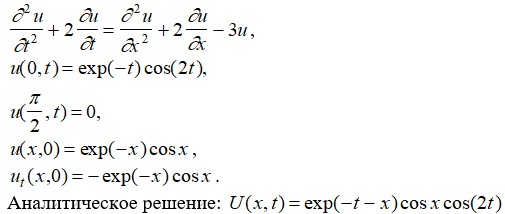 ∂²u/∂t² + 2 ∂u/∂t = ∂²u/∂x² + 2 ∂u/∂x − 3u,
u(0,t) = exp(−t)cos(2t),
u(π/2,t) = 0,
u(x,0) = exp(−x)cos x,
uₜ(x,0) = −exp(−x)cos x.
Аналитическое решение: U(x,t) = exp(−t−x)cos x cos(2t)